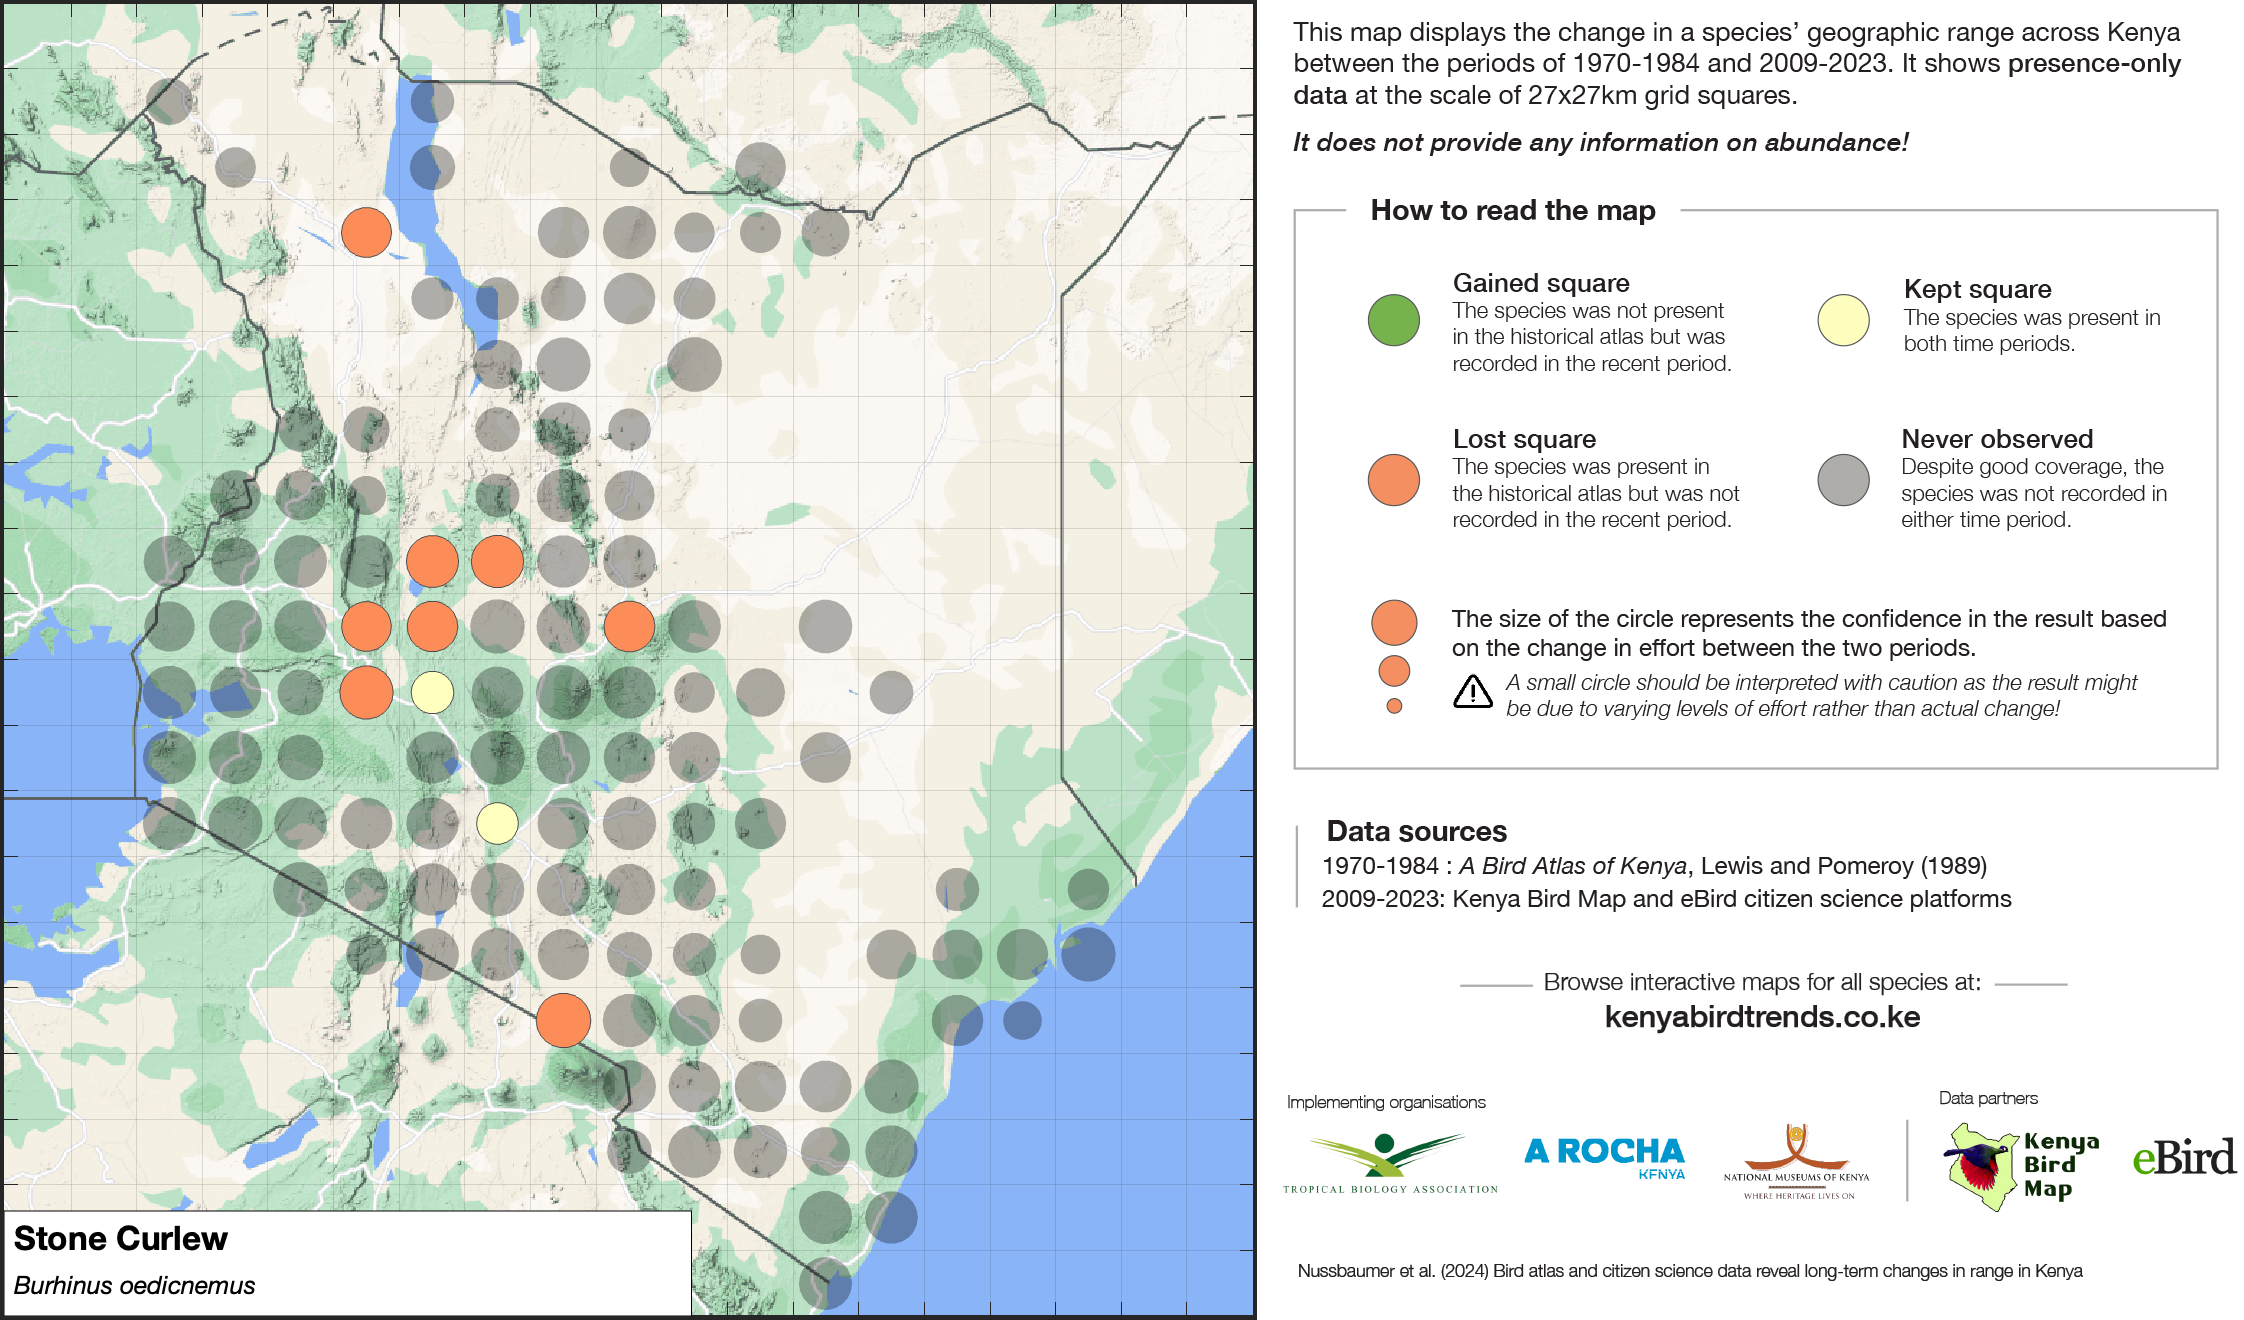 This map displays the change in a species’ geographic range across Kenya
between the periods of 1970-1984 and 2009-2023. It shows presence-only
data at the scale of 27x27km grid squares.
It does not provide any information on abundance!
How to read the map
Gained square
The species was not present
in the historical atlas but was
recorded in the recent period.
Kept square
The species was present in
both time periods.
Lost square
The species was present in
the historical atlas but was not
recorded in the recent period.
Never observed
Despite good coverage, the
species was not recorded in
either time period.
The size of the circle represents the confidence in the result based
on the change in effort between the two periods.
A small circle should be interpreted with caution as the result might
be due to varying levels of effort rather than actual change!
Data sources
1970-1984 : A Bird Atlas of Kenya, Lewis and Pomeroy (1989)
2009-2023: Kenya Bird Map and eBird citizen science platforms
Browse interactive maps for all species at:
kenyabirdtrends.co.ke
Implementing organisations
Data partners
TROPICAL BIOLOGY ASSOCIATION
A ROCHA
KENYA
NATIONAL MUSEUMS OF KENYA
WHERE HERITAGE LIVES ON
Kenya
Bird
Map
eBird
Stone Curlew
Burhinus oedicnemus
Nussbaumer et al. (2024) Bird atlas and citizen science data reveal long-term changes in range in Kenya